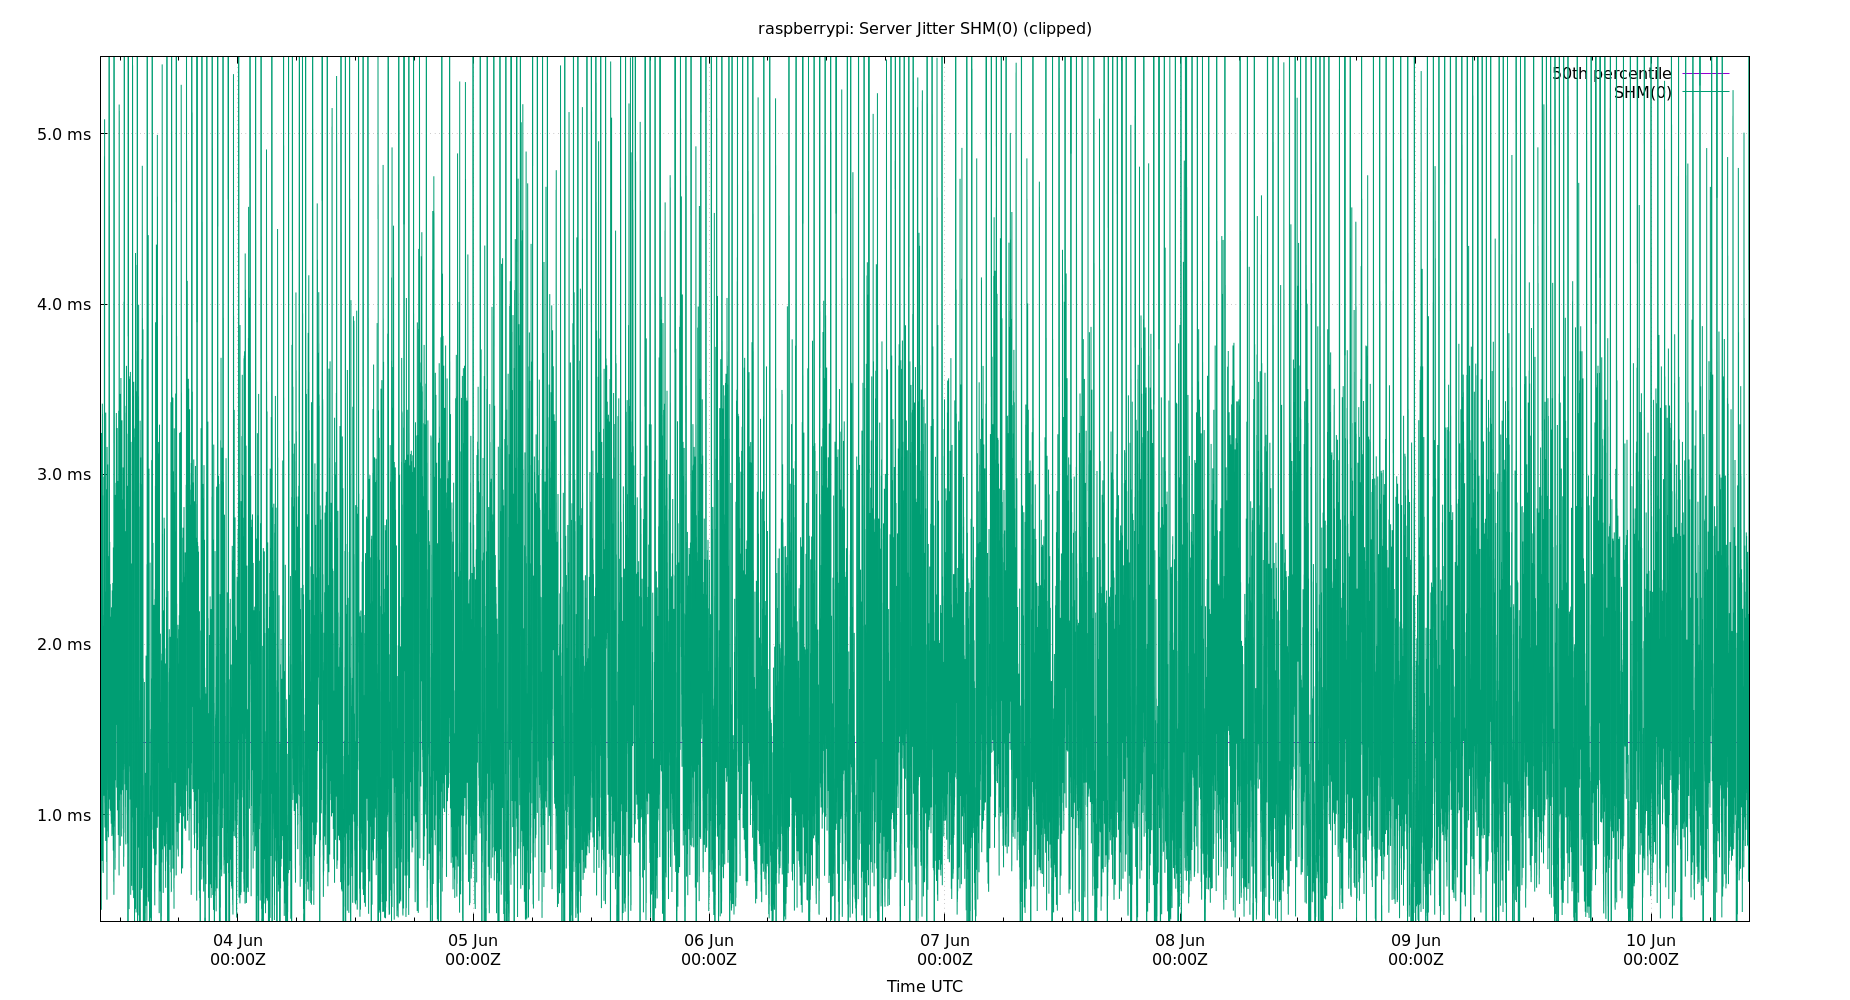 raspberrypi: Server Jitter SHM(0) (clipped)
50th percentile
SHM(0)
5.0 ms
4.0 ms
3.0 ms
2.0 ms
1.0 ms
04 Jun 05 Jun 06 Jun 07 Jun 08 Jun 09 Jun 10 Jun
00:00Z 00:00Z 00:00Z 00:00Z 00:00Z 00:00Z 00:00Z
Time UTC